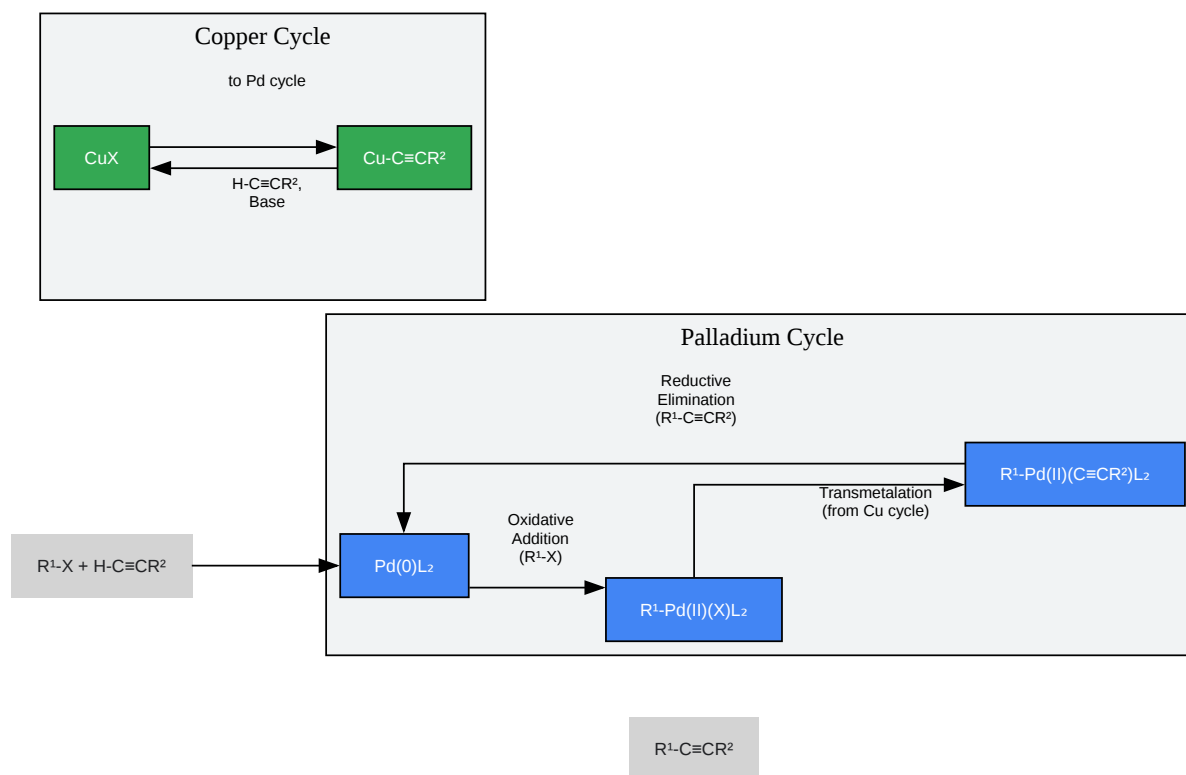 Copper Cycle
to Pd cycle
CuX
Cu-C≡CR²
H-C≡CR²,
Base
Palladium Cycle
Reductive
Elimination
(R¹-C≡CR²)
R¹-Pd(II)(C≡CR²)L₂
Transmetalation
(from Cu cycle)
Oxidative
Addition
(R¹-X)
R¹-X + H-C≡CR²
Pd(0)L₂
R¹-Pd(II)(X)L₂
R¹-C≡CR²